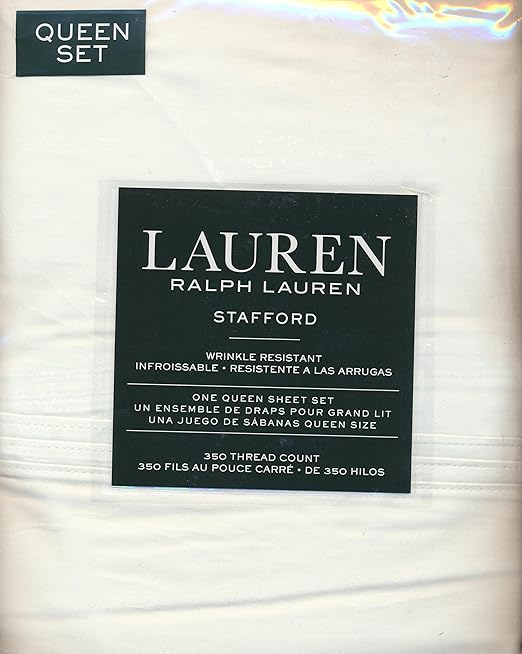 QUEEN
SET
LAUREN
RALPH LAUREN
STAFFORD
WRINKLE RESISTANT
INFROISSABLE • RESISTENTE A LAS ARRUGAS
ONE QUEEN SHEET SET
UN ENSEMBLE DE DRAPS POUR GRAND LIT
UNA JUEGO DE SÁBANAS QUEEN SIZE
350 THREAD COUNT
350 FILS AU POUCE CARRÉ • DE 350 HILOS